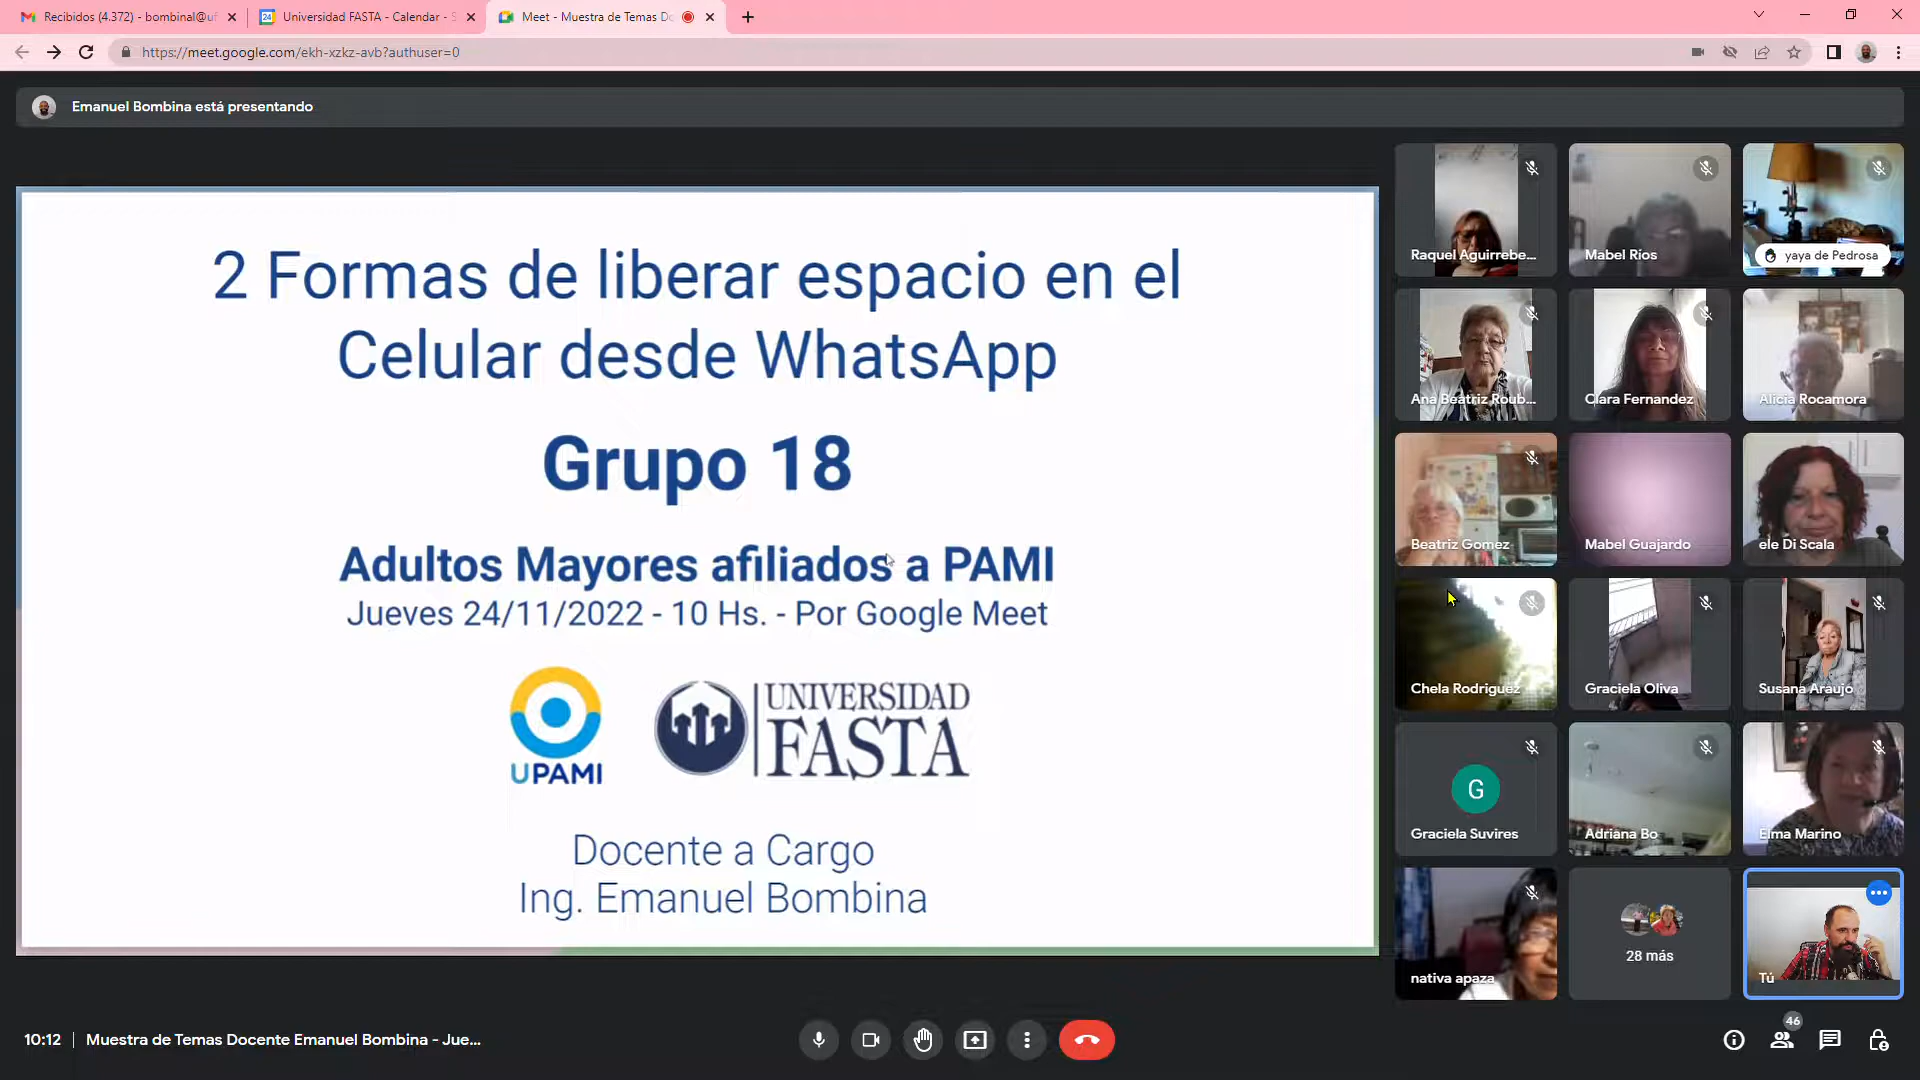 Recibidos (4.372) - bombinal@uf
Universidad FASTA - Calendar - S
Meet - Muestra de Temas Do
https://meet.google.com/ekh-xzkz-avb?authuser=0
Emanuel Bombina está presentando
2 Formas de liberar espacio en el
Celular desde WhatsApp
Grupo 18
Adultos Mayores afiliados a PAMI
Jueves 24/11/2022 - 10 Hs. - Por Google Meet
UPAMI
UNIVERSIDAD
FASTA
Docente a Cargo
Ing. Emanuel Bombina
Raquel Aguirrebe...
Mabel Ríos
yaya de Pedrosa
Ana Beatriz Roub...
Clara Fernandez
Alicia Rocamora
Beatriz Gomez
Mabel Guajardo
ele Di Scala
Chela Rodriguez
Graciela Oliva
Susana Araujo
G
Graciela Suvires
Adriana Bo
Elma Marino
nativa apaza
28 más
Tú
10:12
Muestra de Temas Docente Emanuel Bombina - Jue...
46